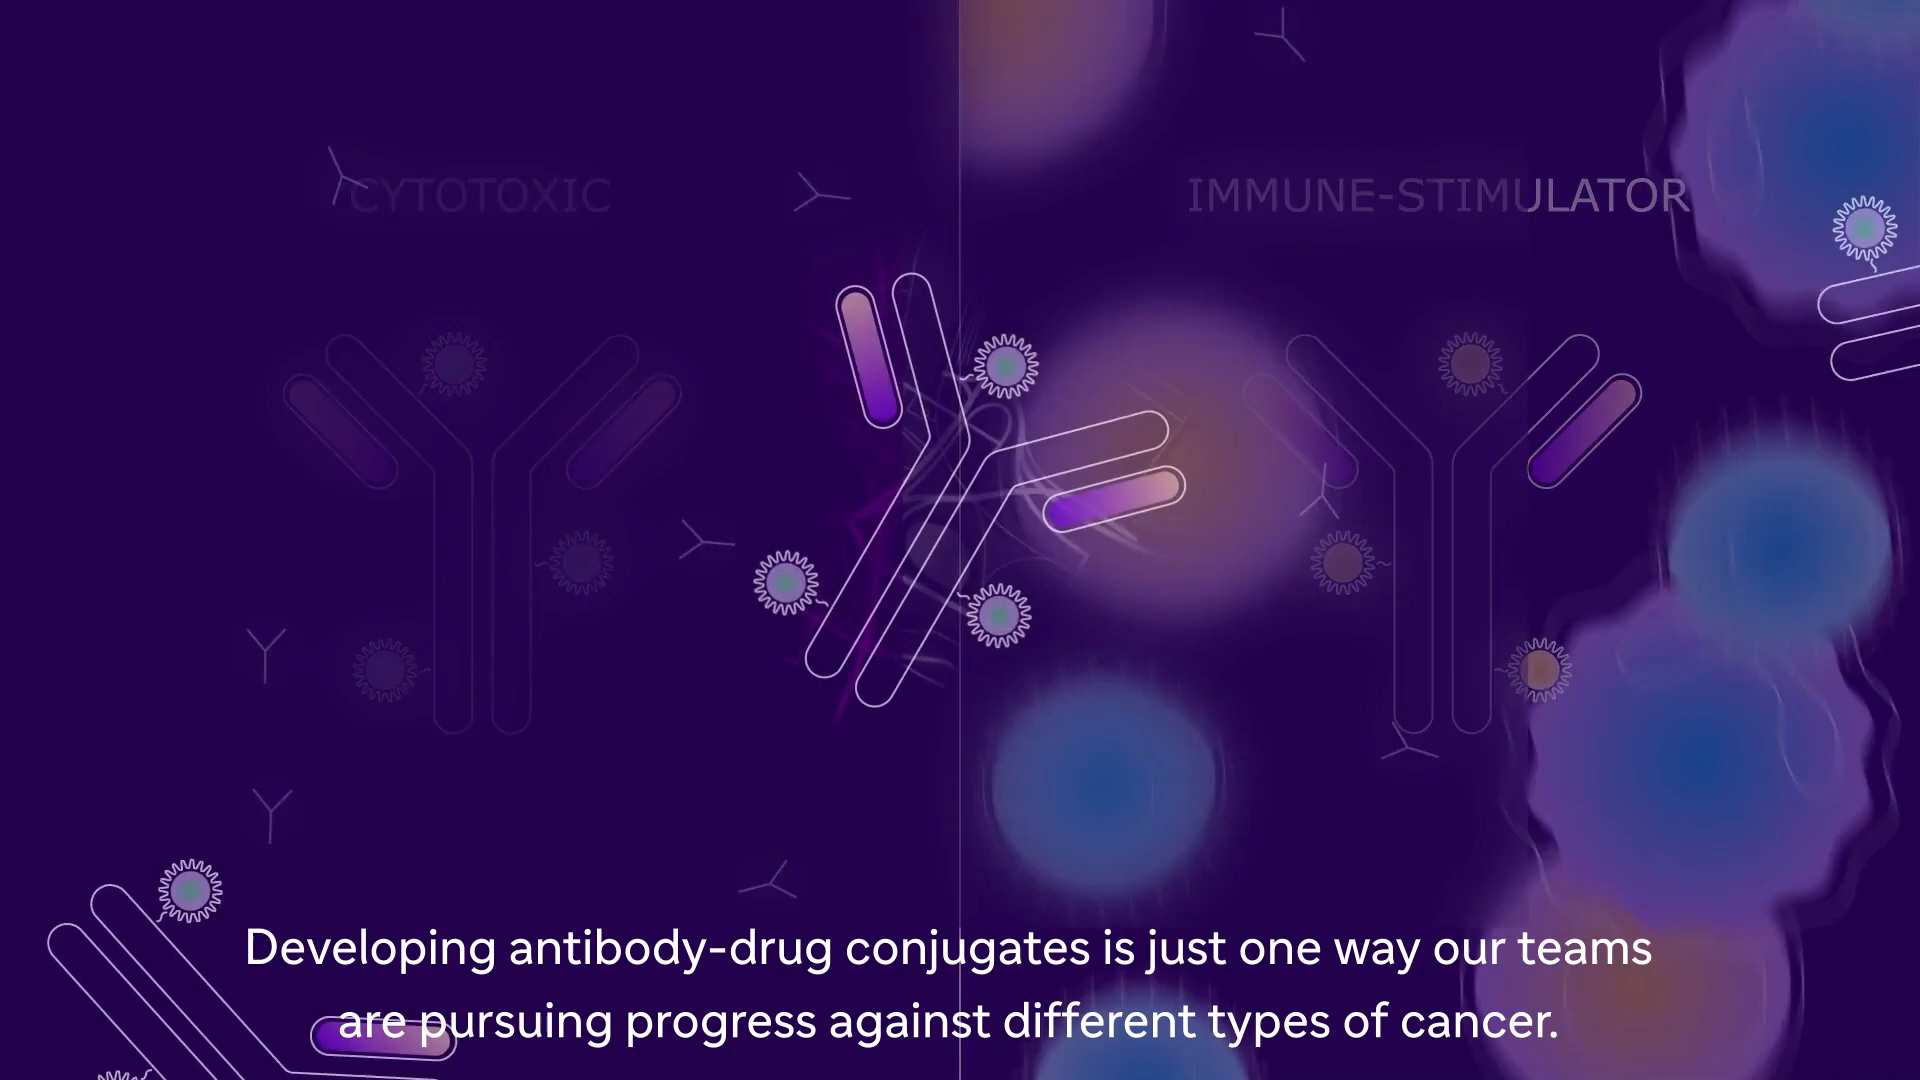 CYTOTOXIC
IMMUNE-STIMULATOR
Developing antibody-drug conjugates is just one way our teams
are pursuing progress against different types of cancer.